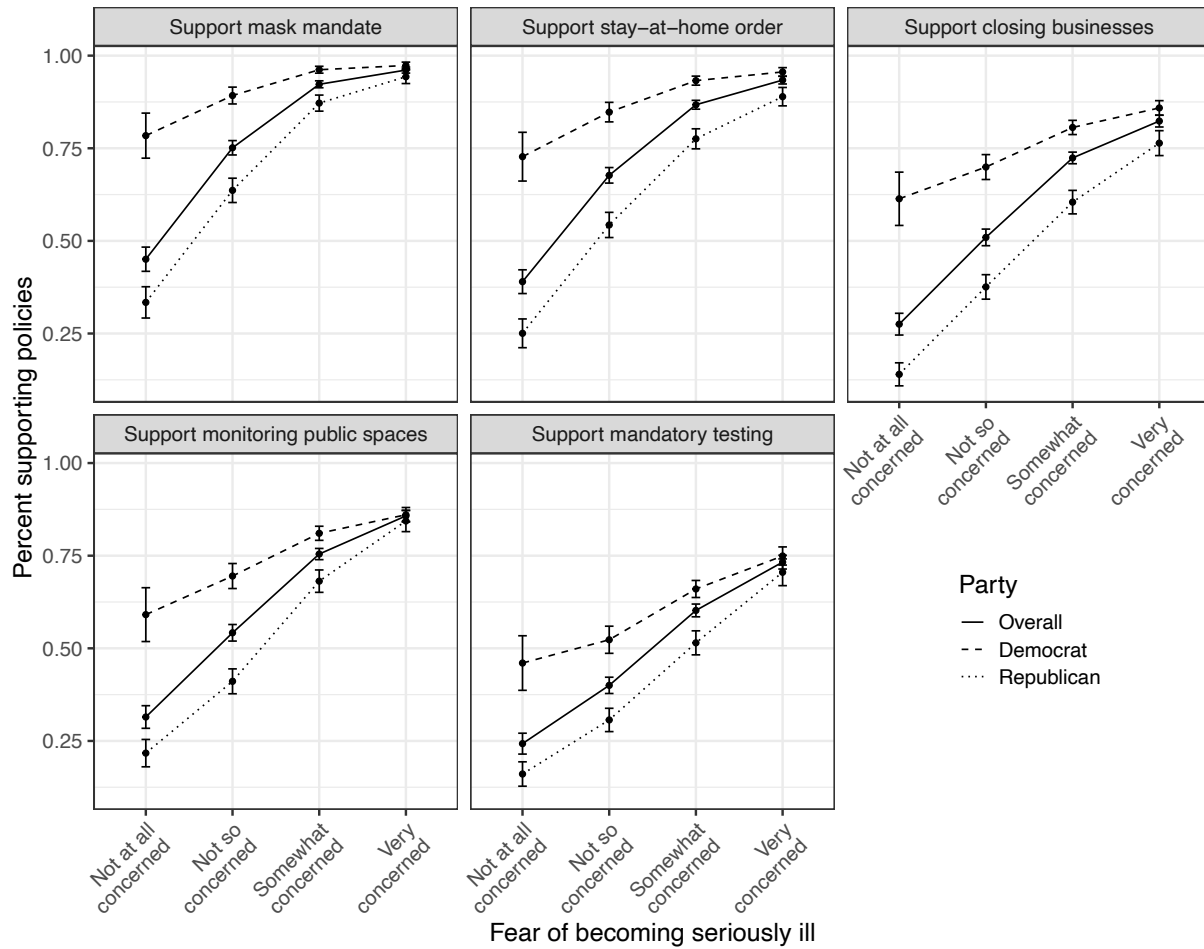 Support mask mandate
Support stay−at−home order
Support closing businesses
1.00
0.75
0.50
0.25
Not at all
concerned
Not so
concerned
Somewhat
concerned
Very
concerned
Support monitoring public spaces
Support mandatory testing
1.00
0.75
0.50
0.25
Percent supporting policies
Party
Overall
Democrat
Republican
Not at all
concerned
Not so
concerned
Somewhat
concerned
Very
concerned
Not at all
concerned
Not so
concerned
Somewhat
concerned
Very
concerned
Fear of becoming seriously ill